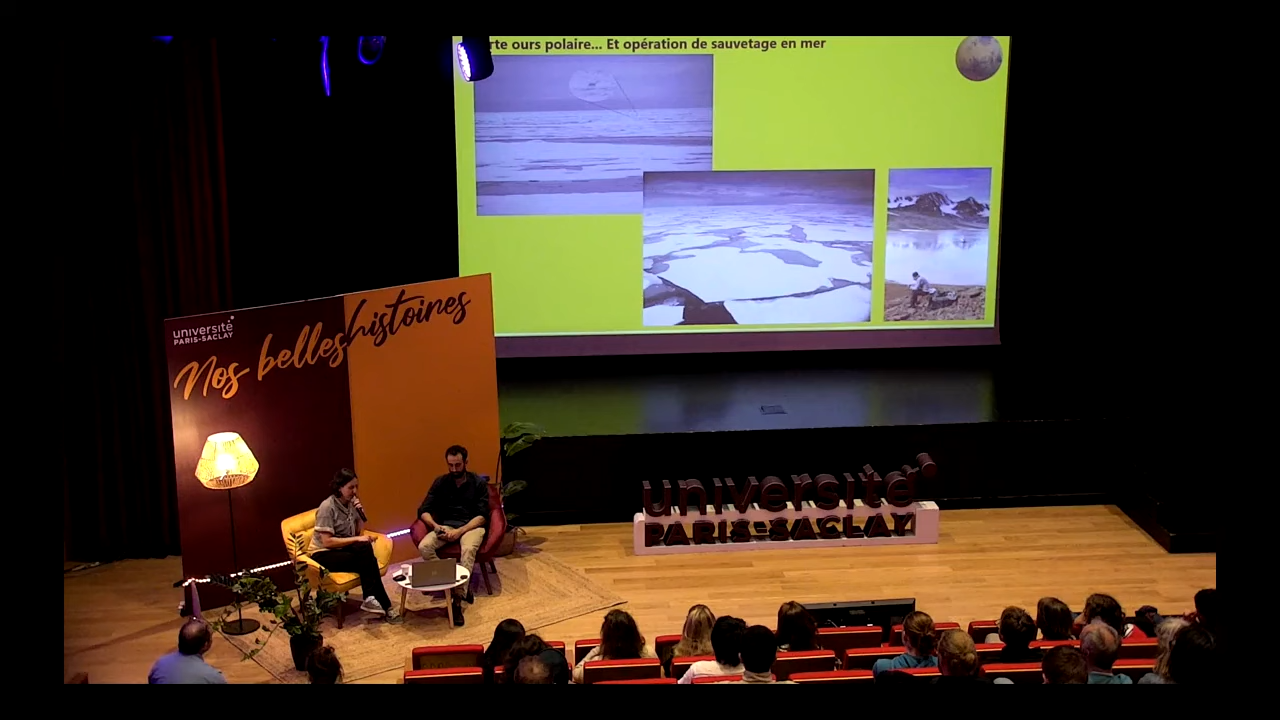 rte ours polaire... Et opération de sauvetage en mer
université
PARIS-SACLAY
Nos belles histoires
université
PARIS-SACLAY